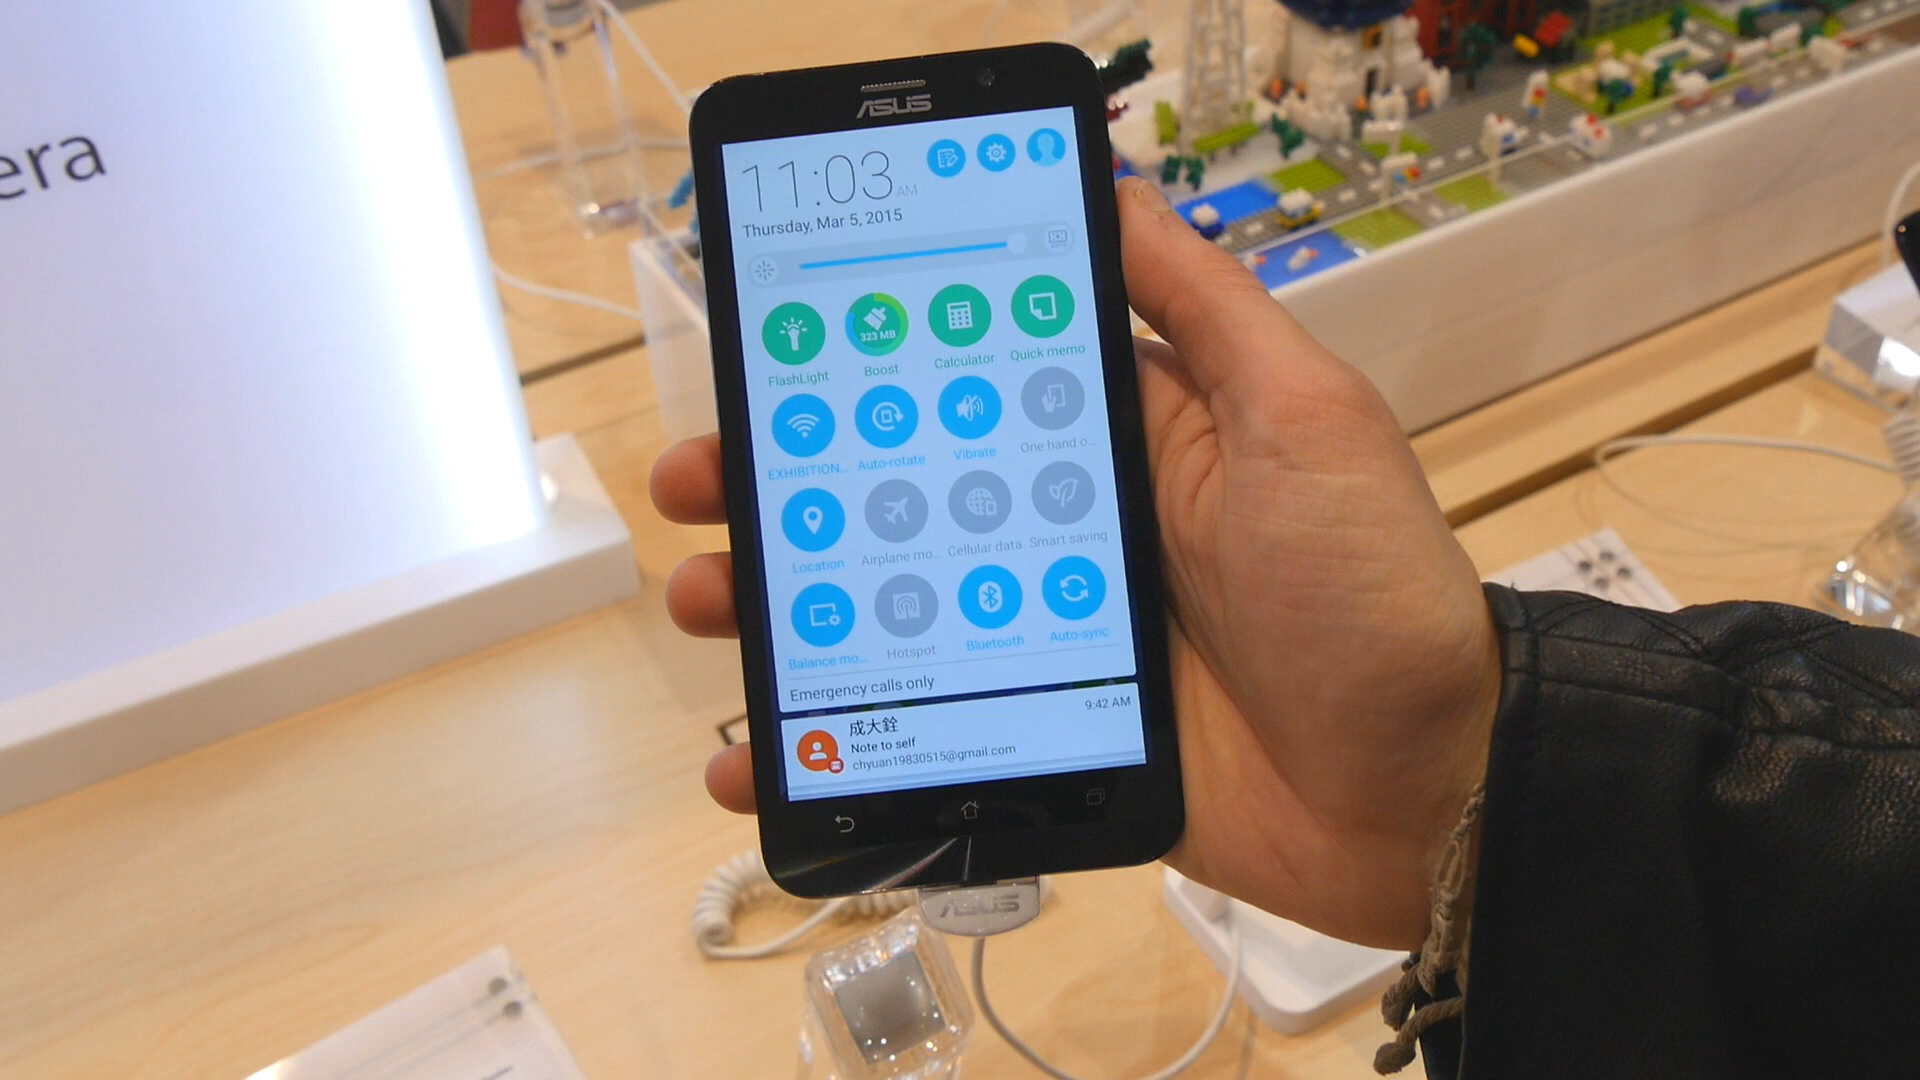 era
ASUS
11:03 AM
Thursday, Mar 5, 2015
AUTO
323 MB
FlashLight
Boost
Calculator
Quick memo
EXHIBITION...
Auto-rotate
Vibrate
One hand o...
Location
Airplane mo...
Cellular data
Smart saving
Balance mo...
Hotspot
Bluetooth
Auto-sync
Emergency calls only
成大銓
9:42 AM
Note to self
chyuan19830515@gmail.com
ASUS